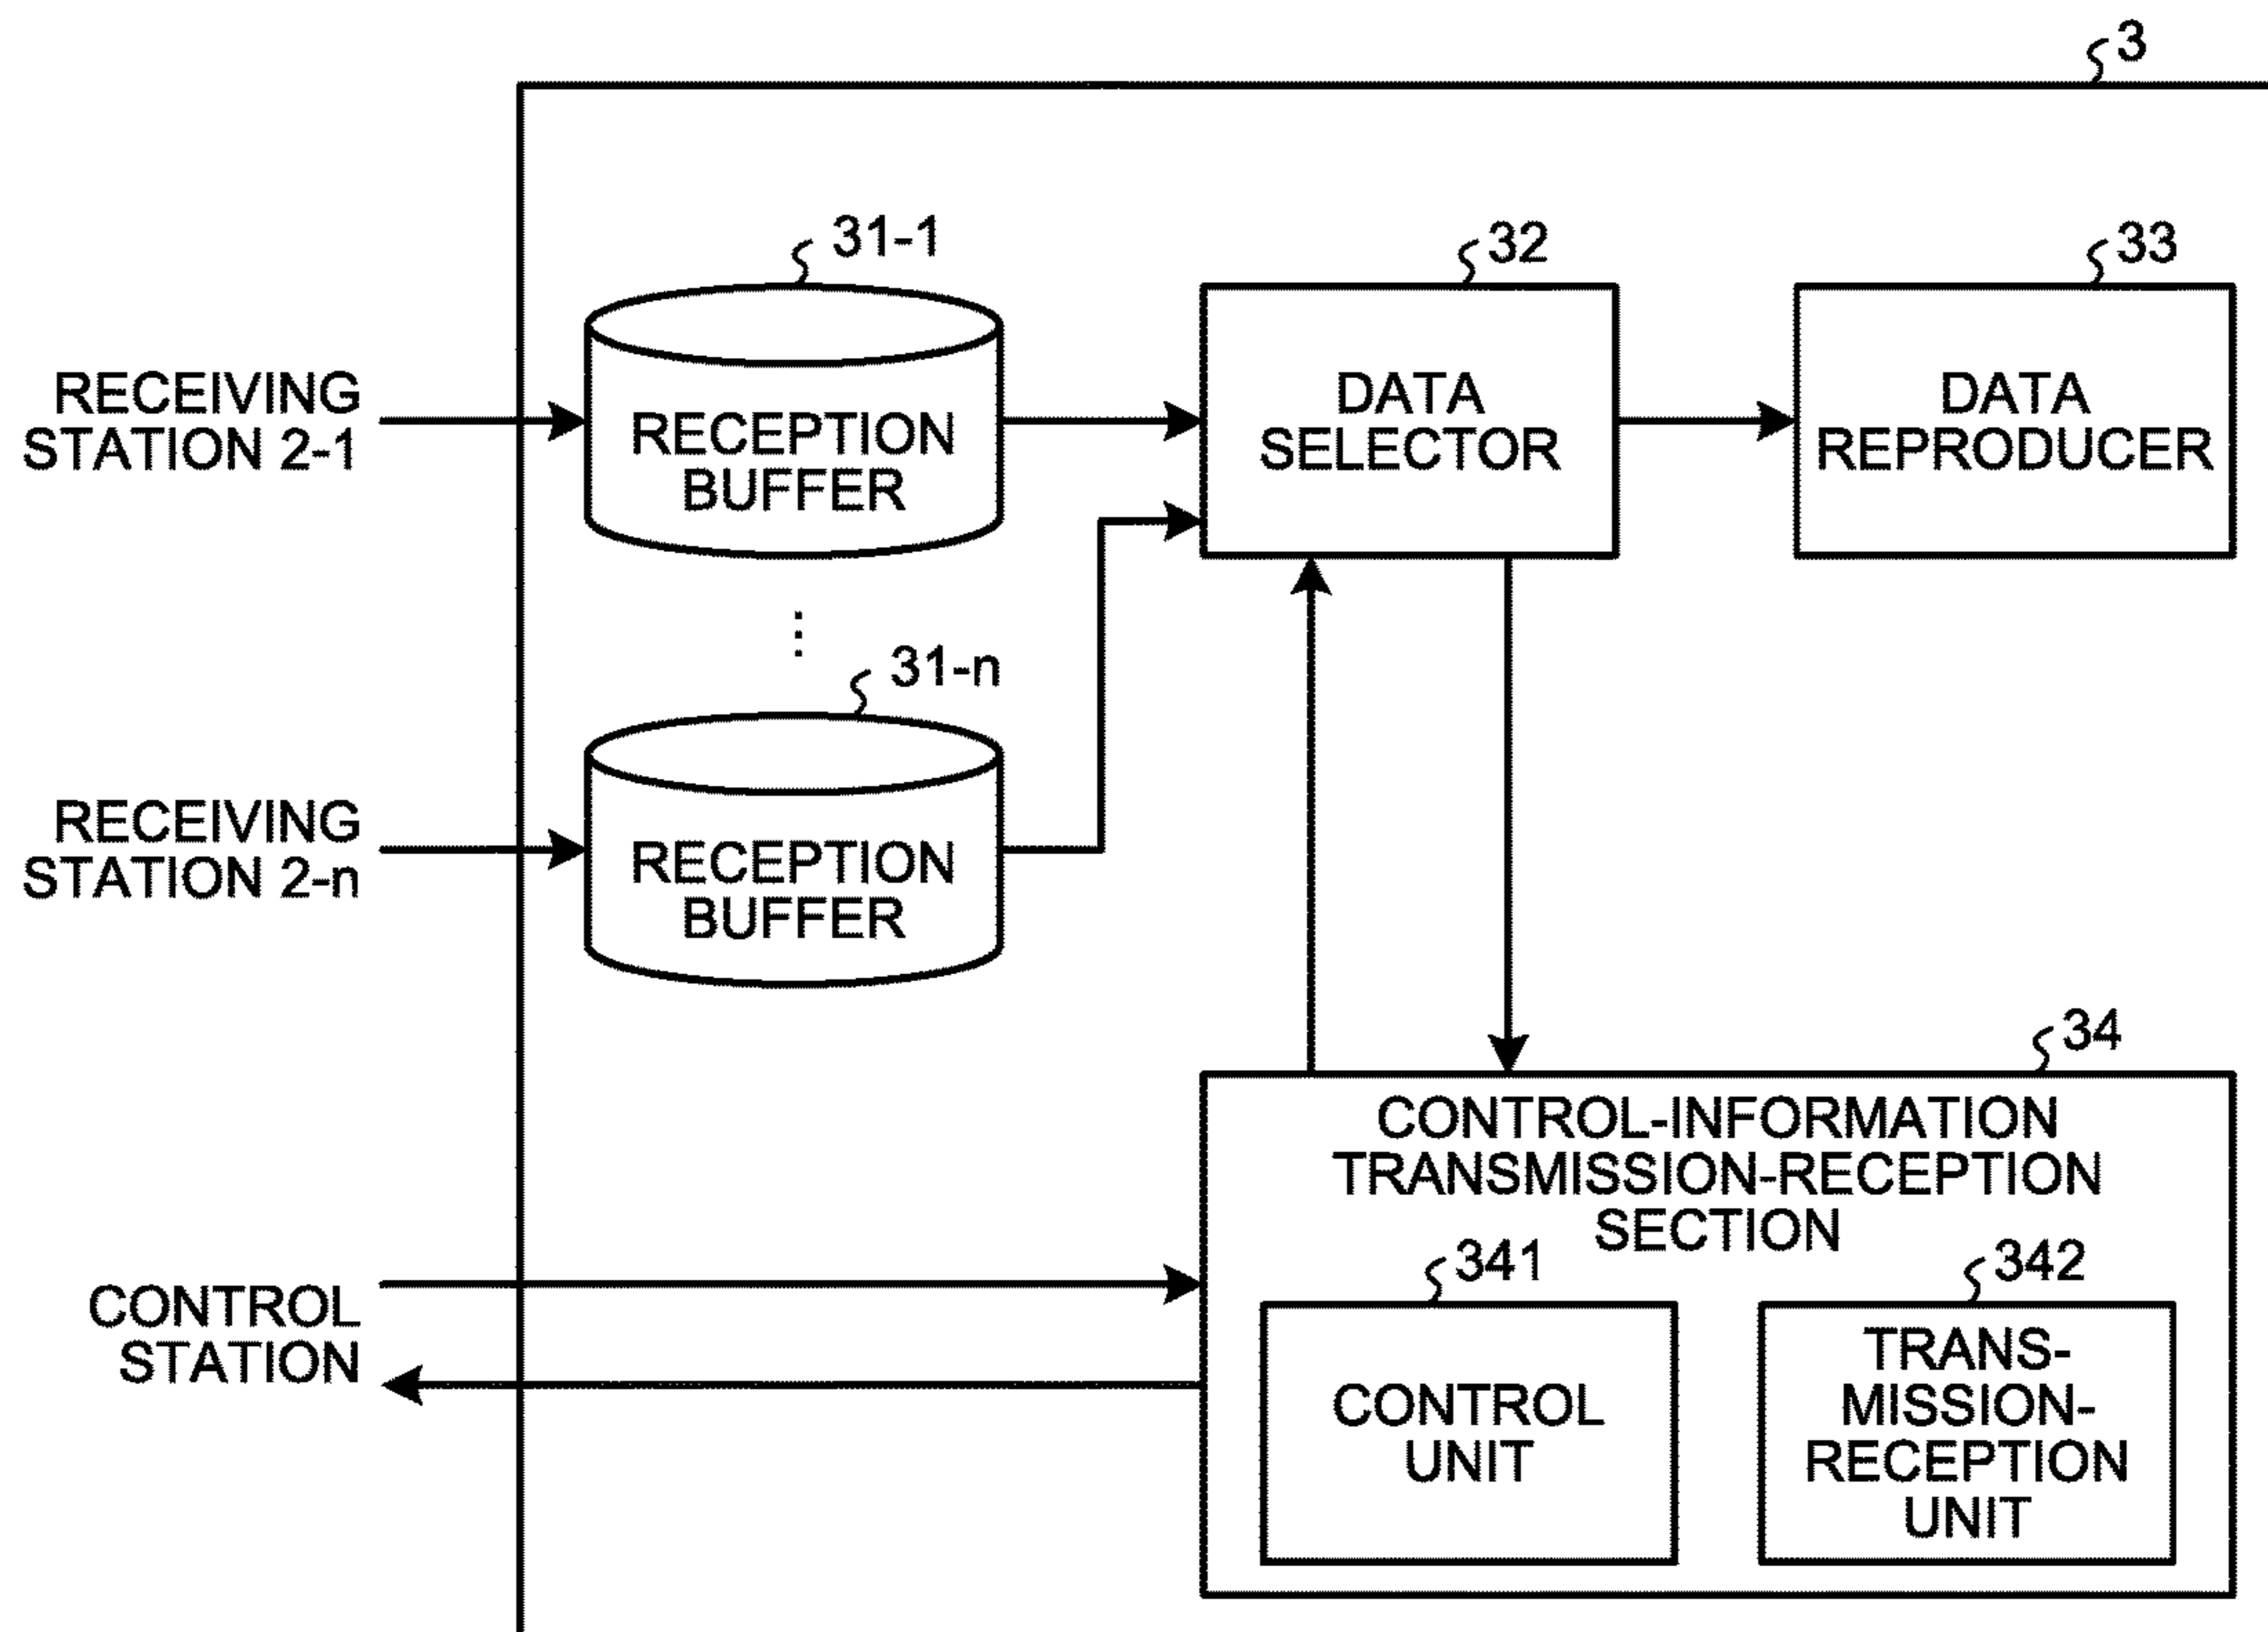 3
31-1
32
33
RECEIVING
STATION 2-1
RECEPTION
BUFFER
DATA
SELECTOR
DATA
REPRODUCER
31-n
RECEIVING
STATION 2-n
RECEPTION
BUFFER
34
CONTROL-INFORMATION
TRANSMISSION-RECEPTION
SECTION
CONTROL
STATION
341
342
CONTROL
UNIT
TRANS-
MISSION-
RECEPTION
UNIT